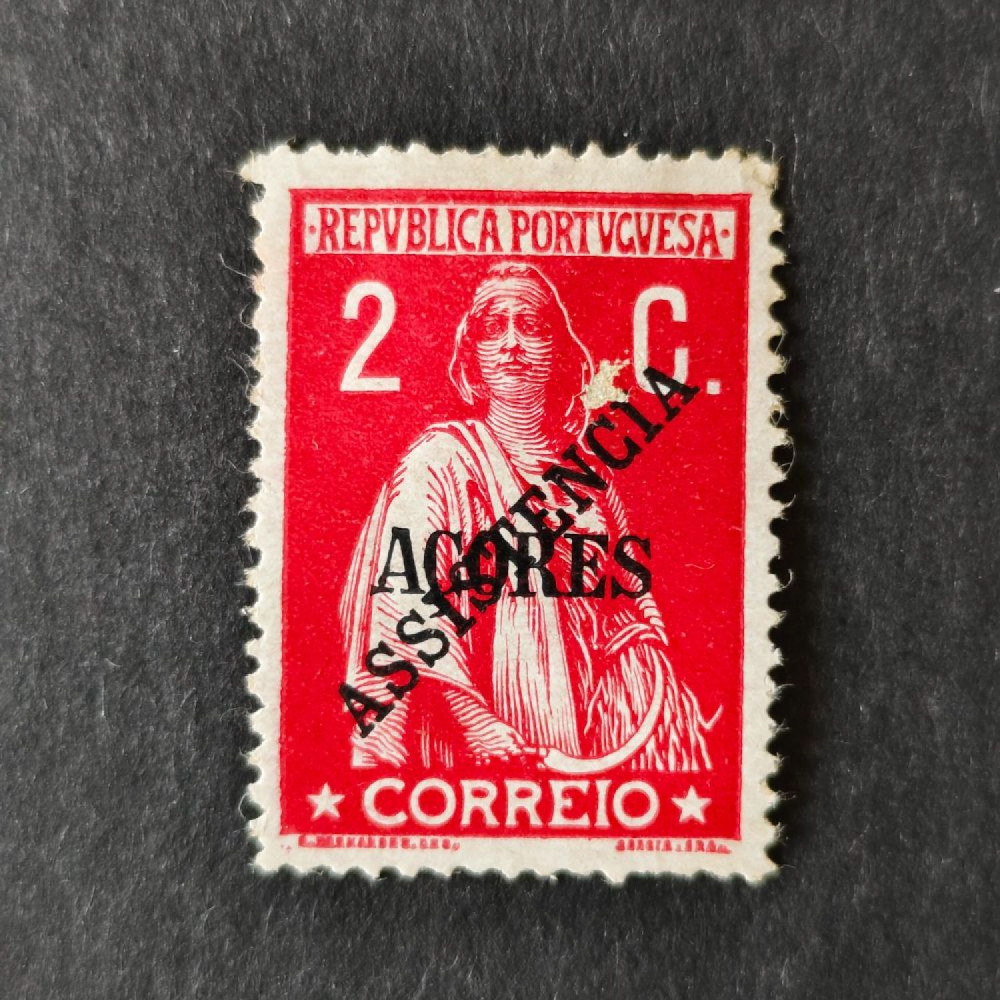 ·REPVBLICA PORTVGVESA·
2 C.
ASSISTENCIA
AÇORES
★ CORREIO ★